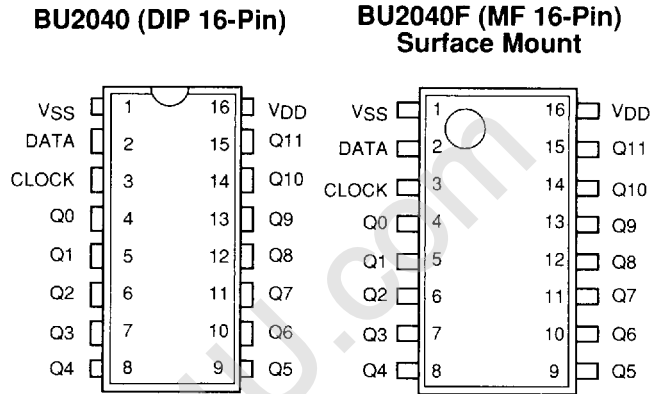 BU2040 (DIP 16-Pin)
VSS 1 16 VDD
DATA 2 15 Q11
CLOCK 3 14 Q10
Q0 4 13 Q9
Q1 5 12 Q8
Q2 6 11 Q7
Q3 7 10 Q6
Q4 8 9 Q5
BU2040F (MF 16-Pin)
Surface Mount
VSS 1 16 VDD
DATA 2 15 Q11
CLOCK 3 14 Q10
Q0 4 13 Q9
Q1 5 12 Q8
Q2 6 11 Q7
Q3 7 10 Q6
Q4 8 9 Q5
U.com